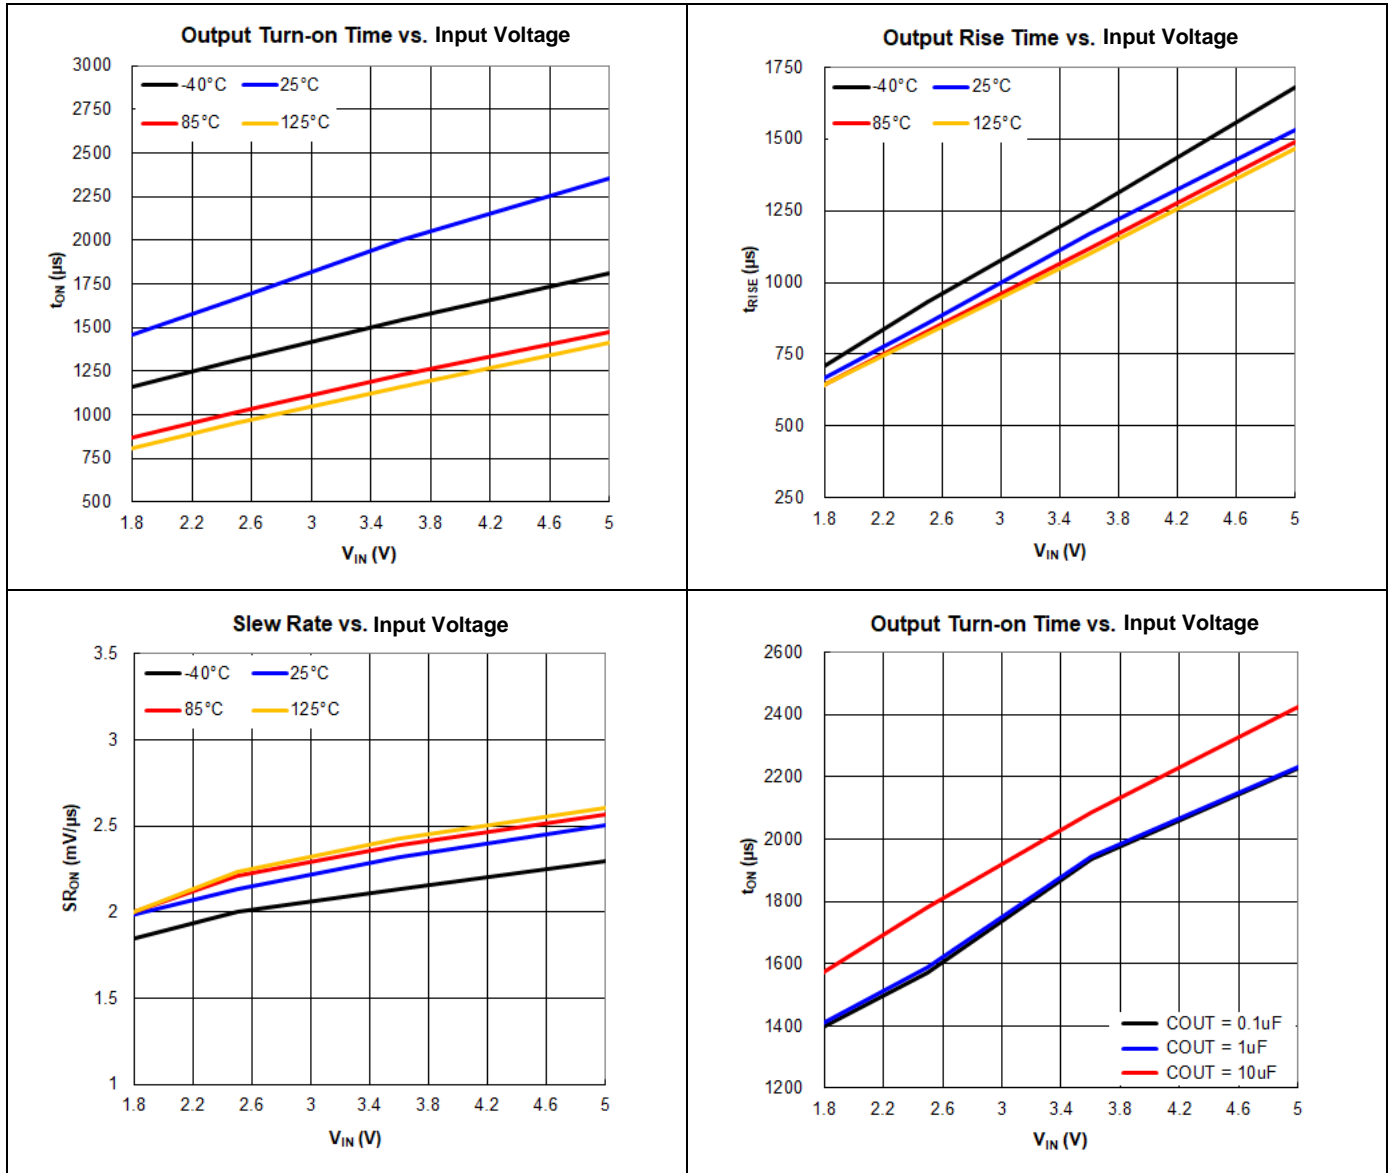 Output Turn-on Time vs. Input Voltage
-40°C 25°C
85°C 125°C
3000
2750
2500
2250
2000
1750
1500
1250
1000
750
500
tON (µs)
1.8 2.2 2.6 3 3.4 3.8 4.2 4.6 5
VIN (V)
Output Rise Time vs. Input Voltage
-40°C 25°C
85°C 125°C
1750
1500
1250
1000
750
500
250
tRISE (µs)
1.8 2.2 2.6 3 3.4 3.8 4.2 4.6 5
VIN (V)
Slew Rate vs. Input Voltage
-40°C 25°C
85°C 125°C
3.5
3
2.5
2
1.5
1
SRON (mV/µs)
1.8 2.2 2.6 3 3.4 3.8 4.2 4.6 5
VIN (V)
Output Turn-on Time vs. Input Voltage
2600
2400
2200
2000
1800
1600
1400
1200
tON (µs)
COUT = 0.1uF
COUT = 1uF
COUT = 10uF
1.8 2.2 2.6 3 3.4 3.8 4.2 4.6 5
VIN (V)